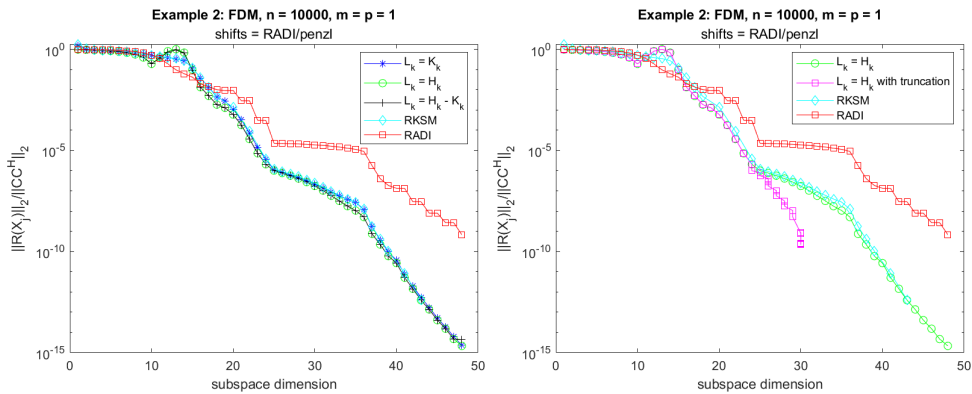 Example 2: FDM, n = 10000, m = p = 1
shifts = RADI/penzl
10^0
10^-5
10^-10
10^-15
||R(X_j)||_2/||CC^H||_2
0 10 20 30 40 50
subspace dimension
L_k = K_k
L_k = H_k
L_k = H_k - K_k
RKSM
RADI
Example 2: FDM, n = 10000, m = p = 1
shifts = RADI/penzl
10^0
10^-5
10^-10
10^-15
||R(X_j)||_2/||CC^H||_2
0 10 20 30 40 50
subspace dimension
L_k = H_k
L_k = H_k with truncation
RKSM
RADI